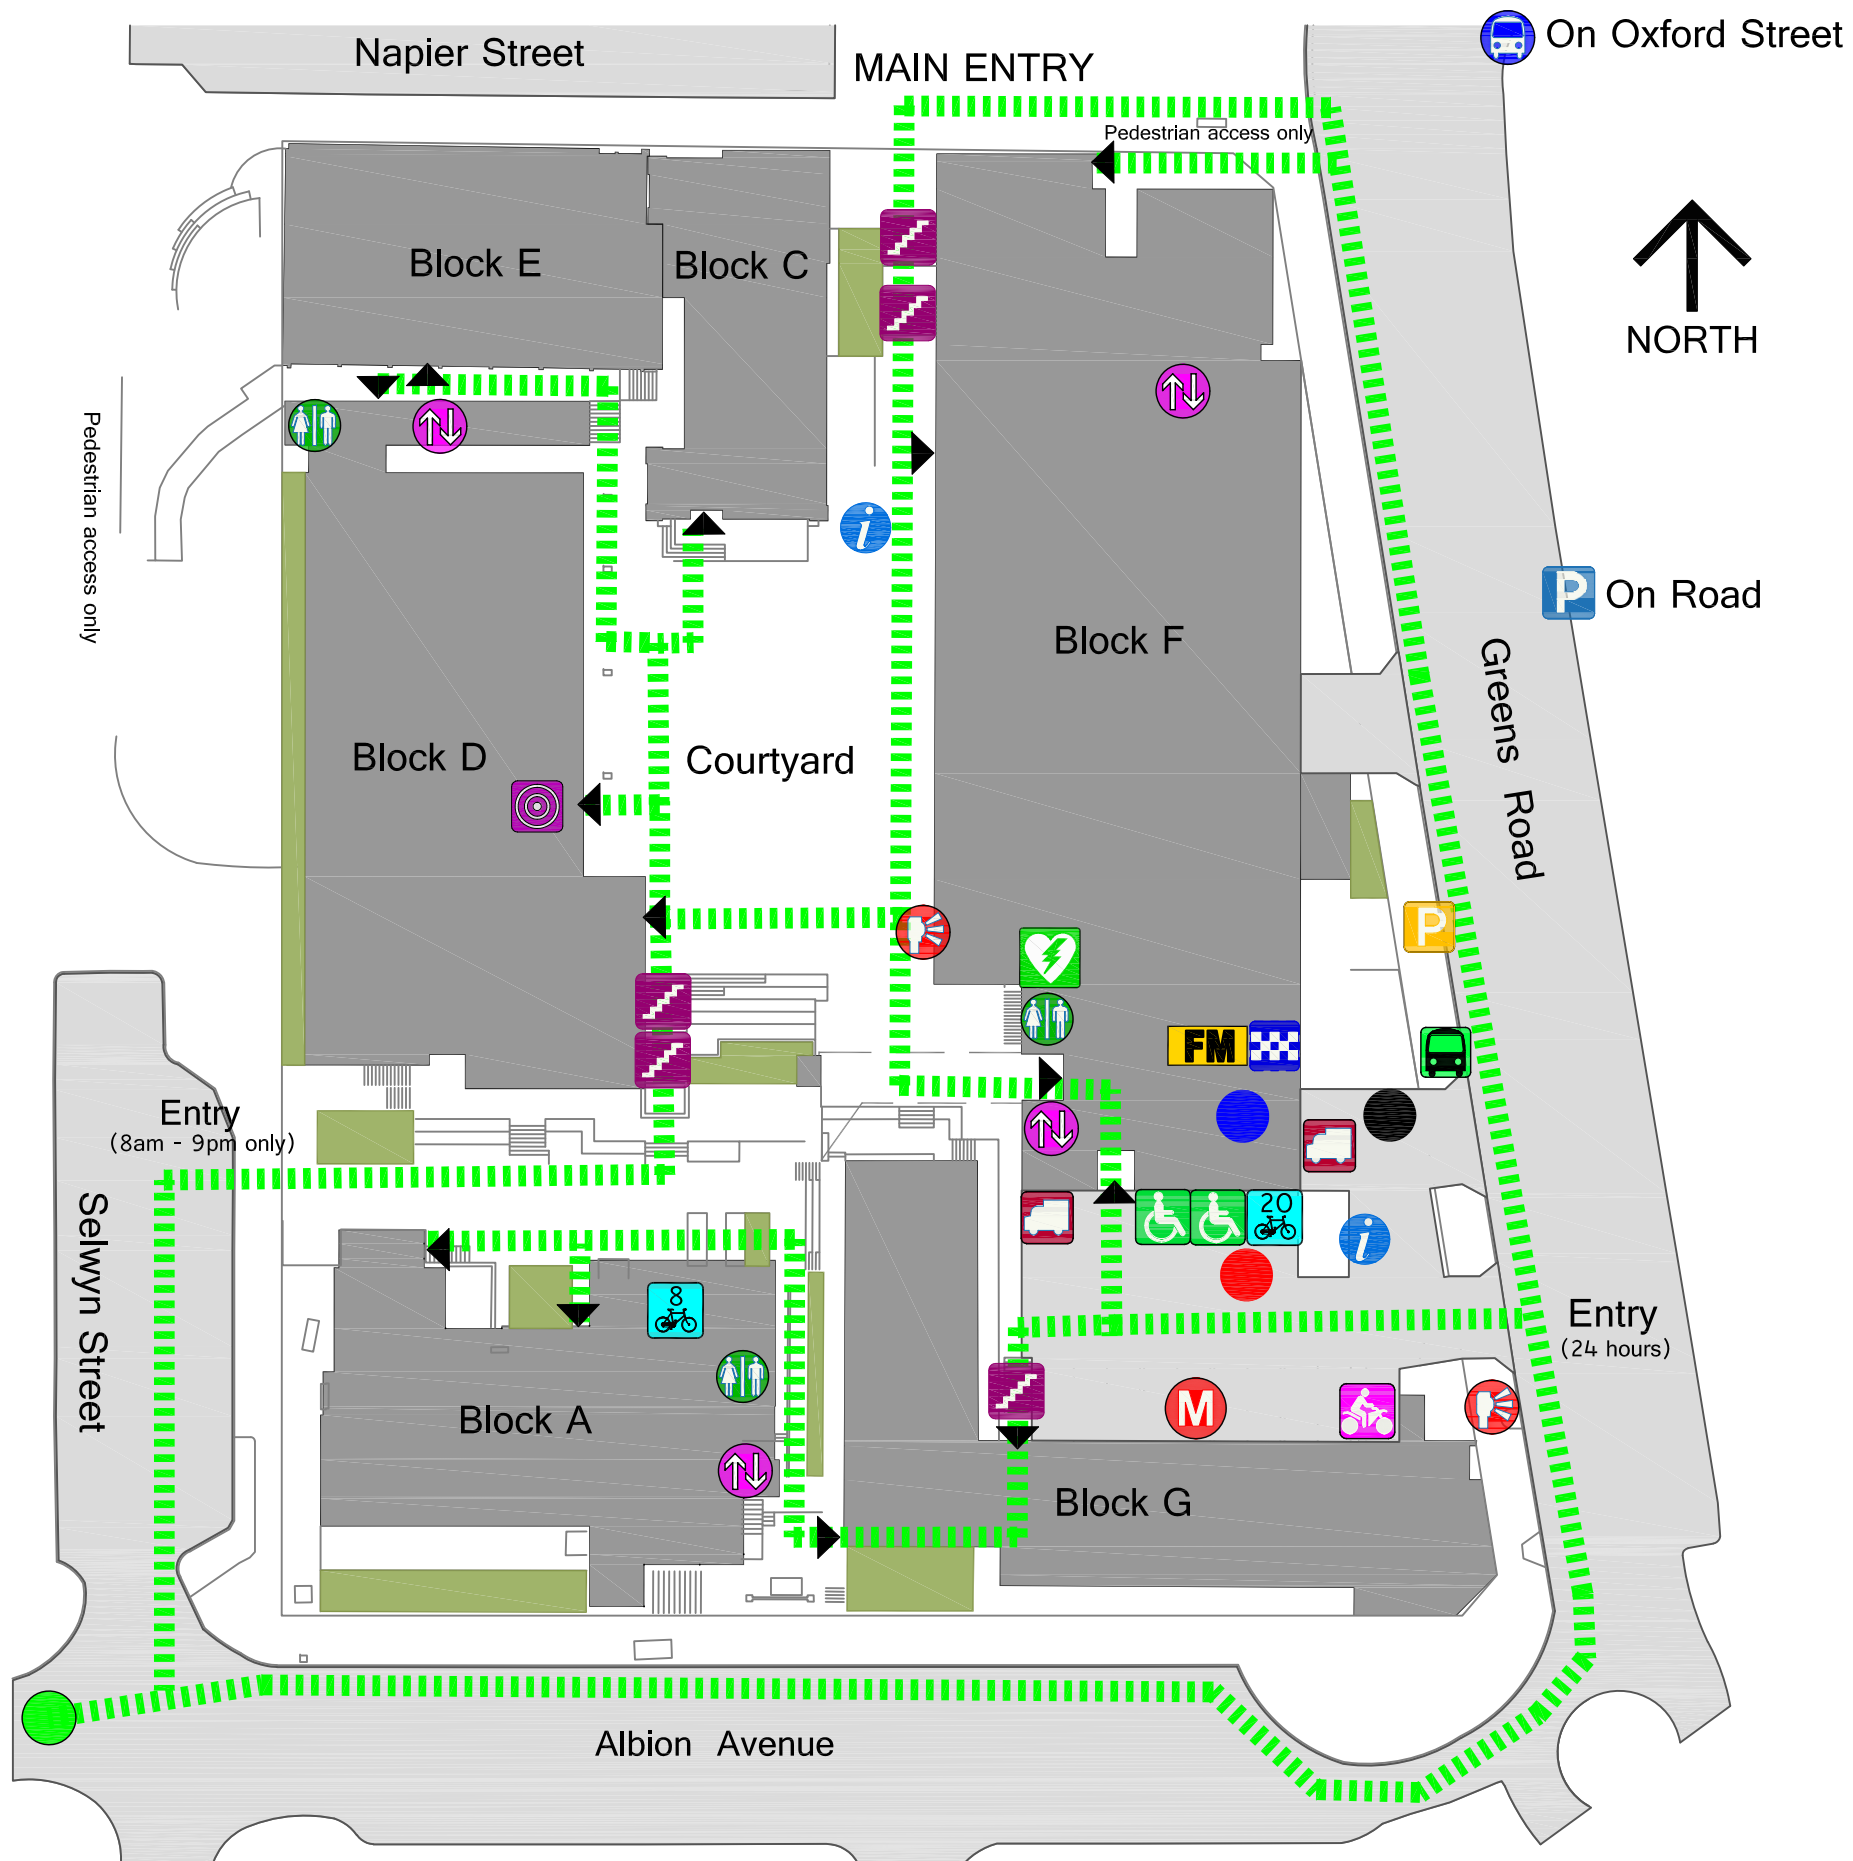 Napier Street
MAIN ENTRY
On Oxford Street
Pedestrian access only
Block E
Block C
NORTH
Pedestrian access only
i
Block F
P
On Road
Block D
Courtyard
Greens Road
P
FM
Entry
(8am - 9pm only)
Selwyn Street
20
i
8
Entry
(24 hours)
Block A
M
Block G
Albion Avenue